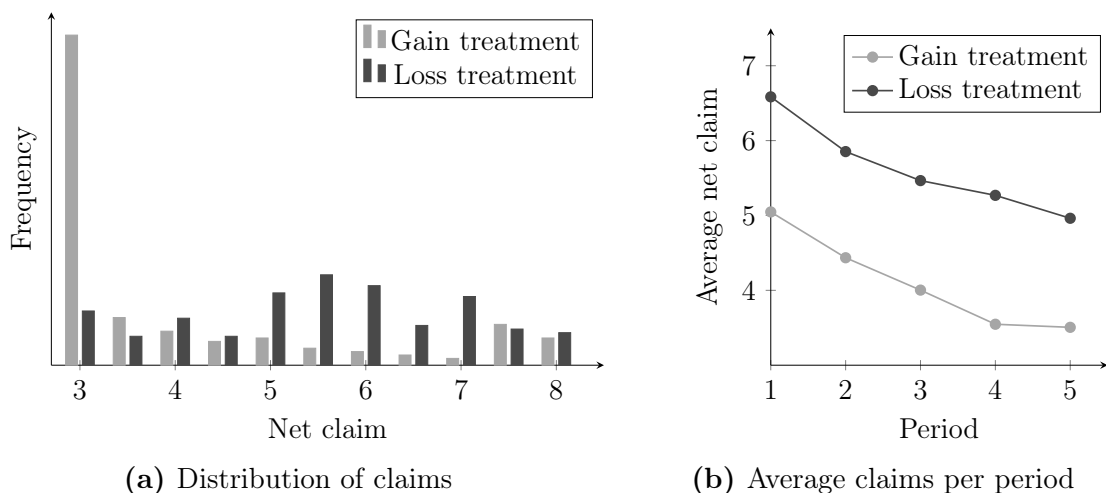 Frequency
Gain treatment
Loss treatment
3 4 5 6 7 8
Net claim
(a) Distribution of claims
Average net claim
7
6
5
4
Gain treatment
Loss treatment
1 2 3 4 5
Period
(b) Average claims per period